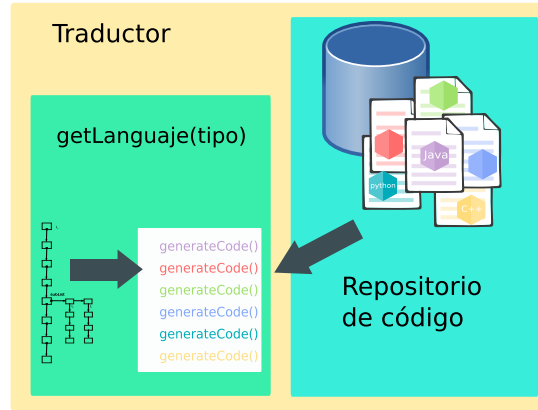 Traductor
getLanguaje(tipo)
generateCode()
generateCode()
generateCode()
generateCode()
generateCode()
generateCode()
Java
python
C++
Repositorio
de código